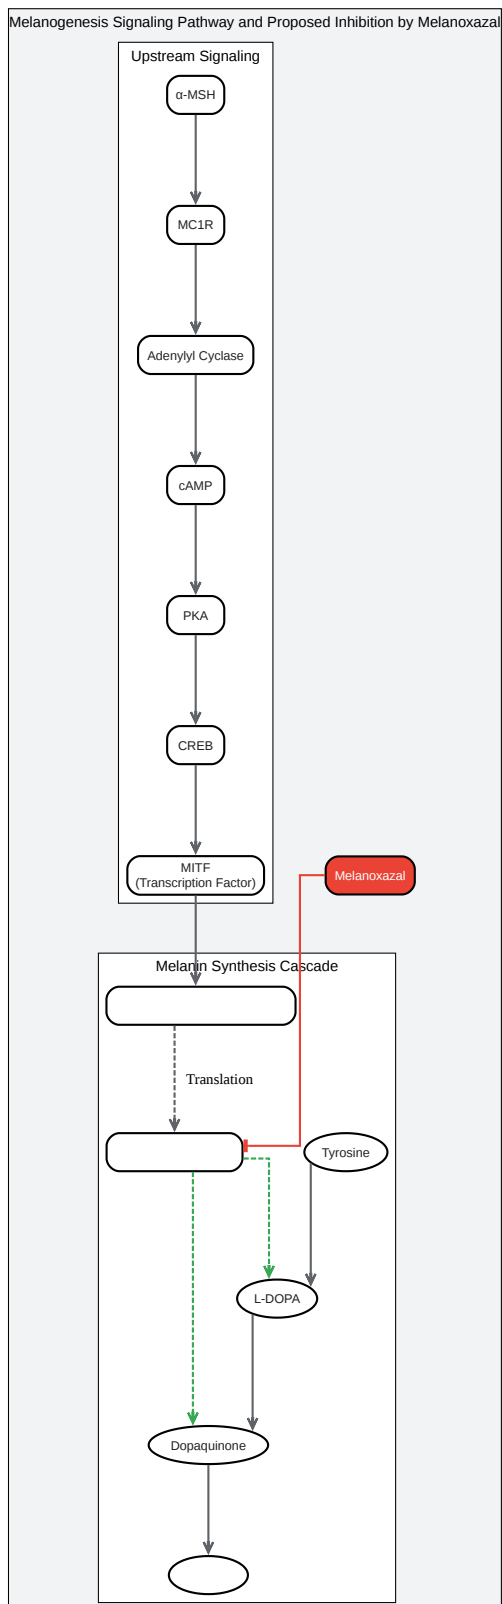 Melanogenesis Signaling Pathway and Proposed Inhibition by Melanoxazal
Upstream Signaling
α-MSH
MC1R
Adenylyl Cyclase
cAMP
PKA
CREB
MITF
(Transcription Factor)
Melanoxazal
Melanin Synthesis Cascade
Translation
Tyrosine
L-DOPA
Dopaquinone